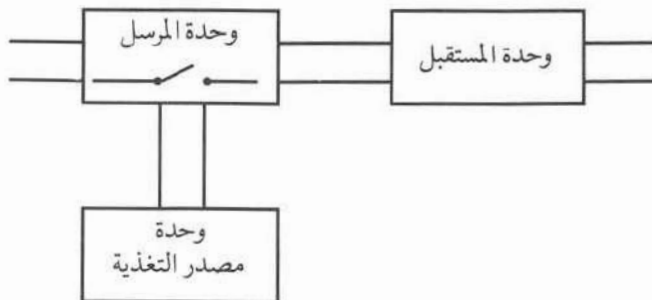 وحدة المرسل
وحدة المستقبل
وحدة
مصدر التغذية